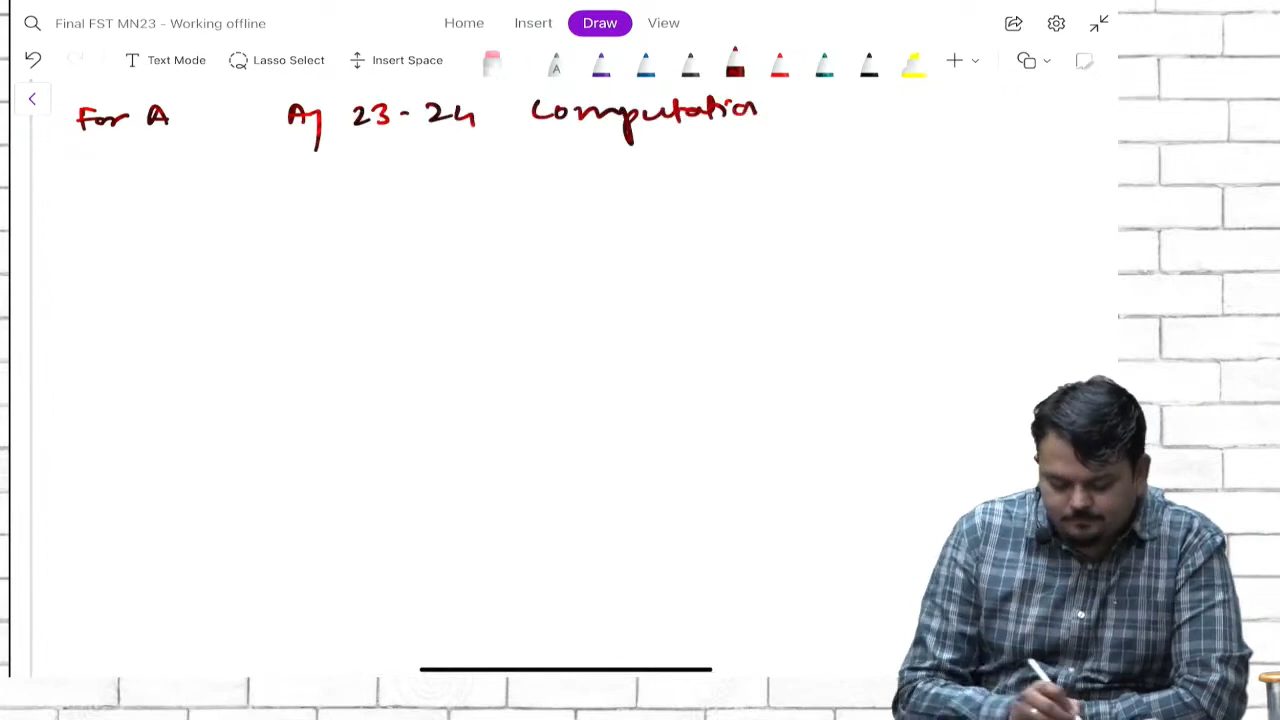 Final FST MN23 - Working offline
Home Insert Draw View
Text Mode Lasso Select Insert Space
A
For A Ay 23-24 Computation